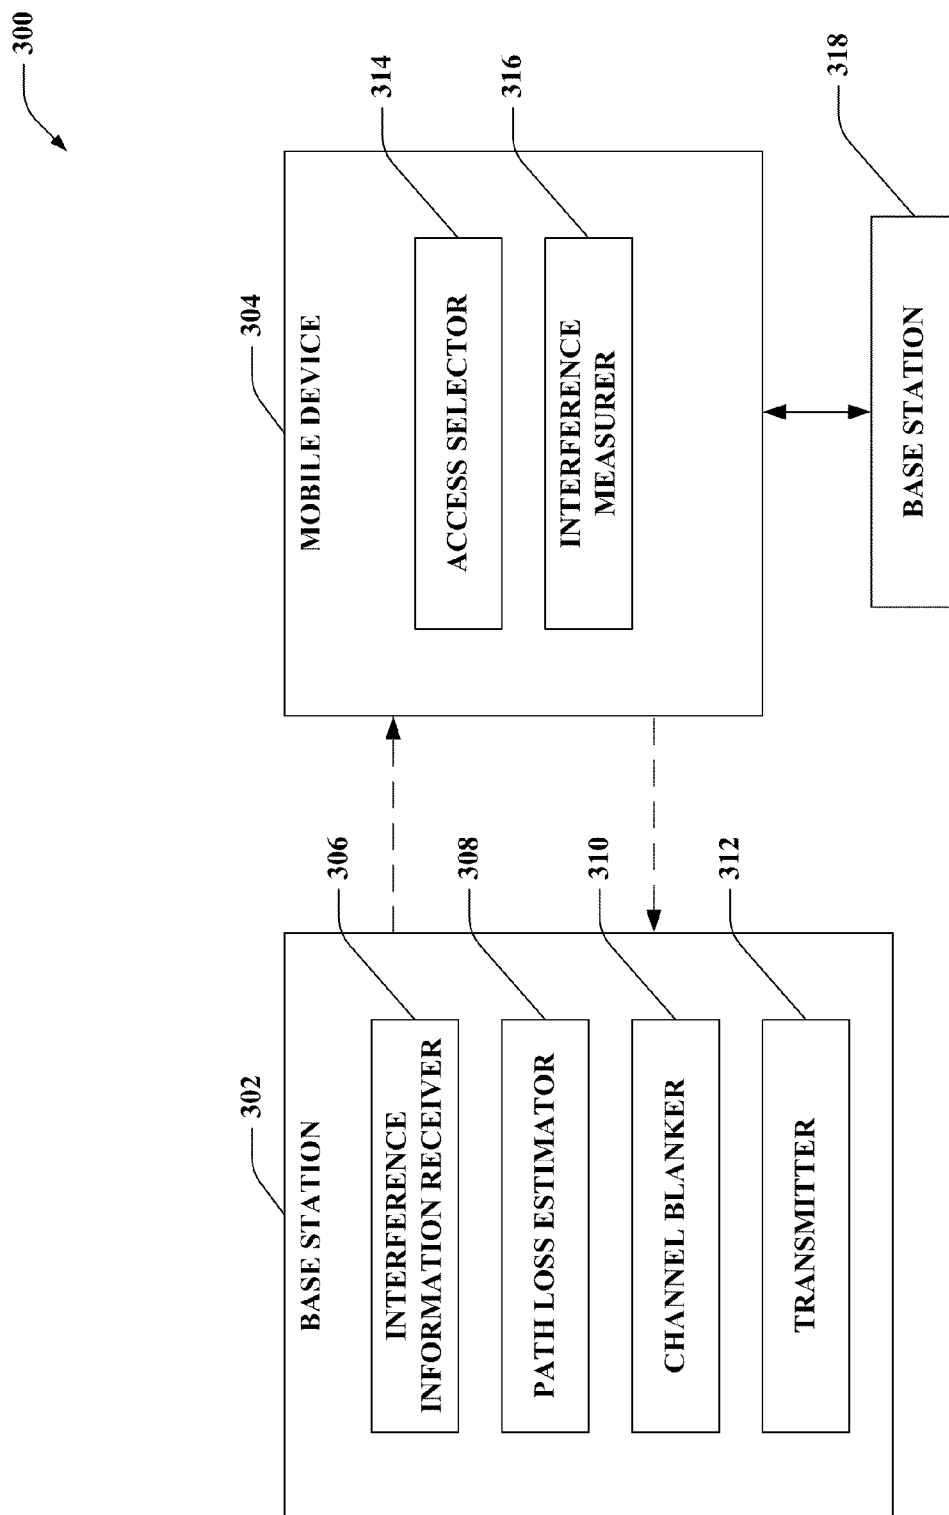 300
302
BASE STATION
306
INTERFERENCE
INFORMATION RECEIVER
308
PATH LOSS ESTIMATOR
310
CHANNEL BLANKER
312
TRANSMITTER
304
MOBILE DEVICE
314
ACCESS SELECTOR
316
INTERFERENCE
MEASURER
318
BASE STATION